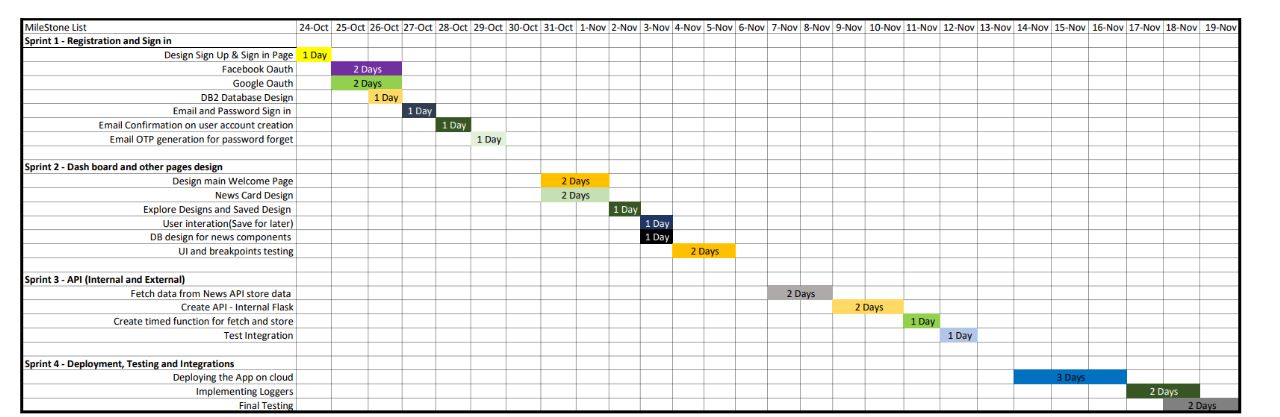 MileStone List 24-Oct 25-Oct 26-Oct 27-Oct 28-Oct 29-Oct 30-Oct 31-Oct 1-Nov 2-Nov 3-Nov 4-Nov 5-Nov 6-Nov 7-Nov 8-Nov 9-Nov 10-Nov 11-Nov 12-Nov 13-Nov 14-Nov 15-Nov 16-Nov 17-Nov 18-Nov 19-Nov
Sprint 1 - Registration and Sign in
Design Sign Up & Sign in Page 1 Day
Facebook Oauth 2 Days
Google Oauth 2 Days
DB2 Database Design 1 Day
Email and Password Sign in 1 Day
Email Confirmation on user account creation 1 Day
Email OTP generation for password forget 1 Day
Sprint 2 - Dash board and other pages design
Design main Welcome Page 2 Days
News Card Design 2 Days
Explore Designs and Saved Design 1 Day
User interation(Save for later) 1 Day
DB design for news components 1 Day
UI and breakpoints testing 2 Days
Sprint 3 - API (Internal and External)
Fetch data from News API store data 2 Days
Create API - Internal Flask 2 Days
Create timed function for fetch and store 1 Day
Test Integration 1 Day
Sprint 4 - Deployment, Testing and Integrations
Deploying the App on cloud 3 Days
Implementing Loggers 2 Days
Final Testing 2 Days